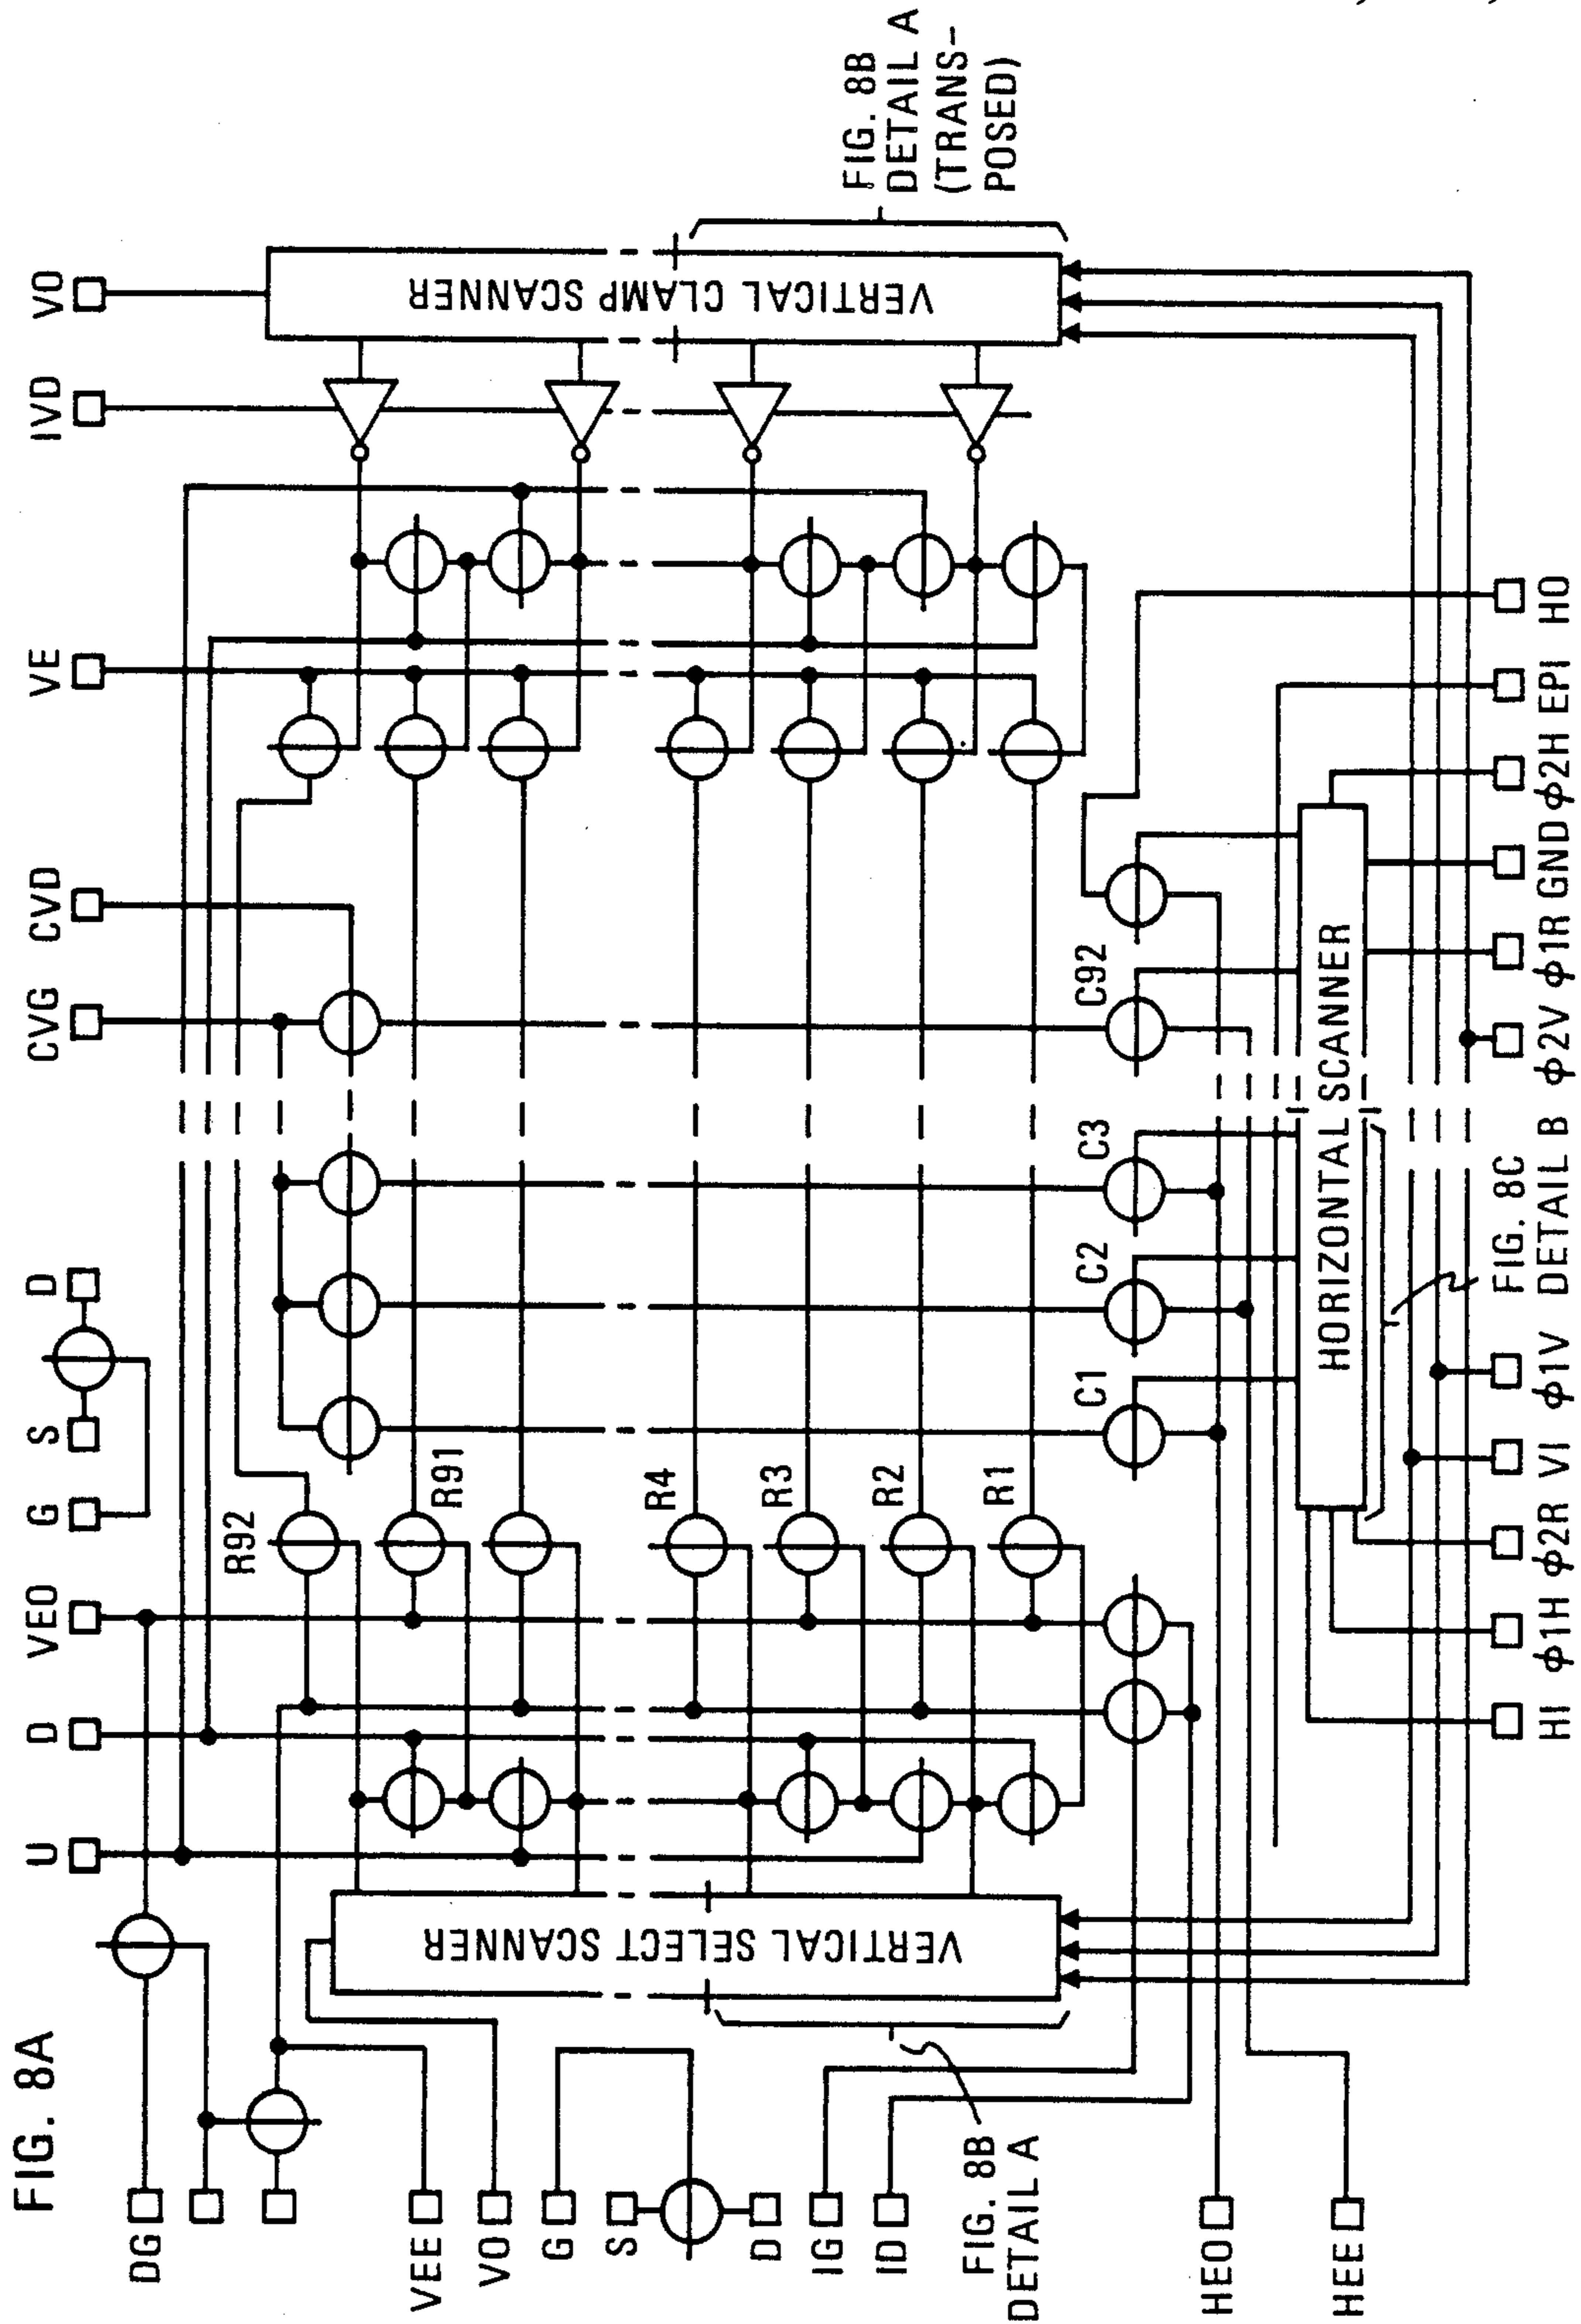 FIG. 8A
U
D
VEO
G
S
D
CVG
CVD
VE
IVD
VO
DG
VEE
VO
G
S
D
IG
ID
HEO
HEE
FIG. 8B
DETAIL A
VERTICAL SELECT SCANNER
R92
R91
R4
R3
R2
R1
C1
C2
C3
C92
VERTICAL CLAMP SCANNER
FIG. 8B
DETAIL A
(TRANS-
POSED)
HORIZONTAL SCANNER
HI
ϕ1H
ϕ2R
VI
ϕ1V
FIG. 8C
DETAIL B
ϕ2V
ϕ1R
GND
ϕ2H
EPI
HO